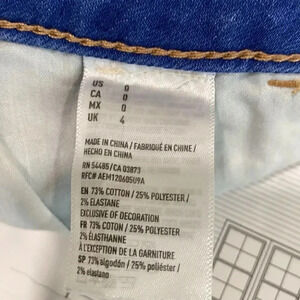 US 0
CA 0
MX 0
UK 4
MADE IN CHINA / FABRIQUÉ EN CHINE /
HECHO EN CHINA
RN 54485/CA 03873
RFC# AEM120605U9A
EN 73% COTTON / 25% POLYESTER /
2% ELASTANE
EXCLUSIVE OF DECORATION
FR 73% COTON / 25% POLYESTER /
2% ÉLASTHANNE
À L'EXCEPTION DE LA GARNITURE
SP 73% algodón / 25% poliéster /
2% elastano